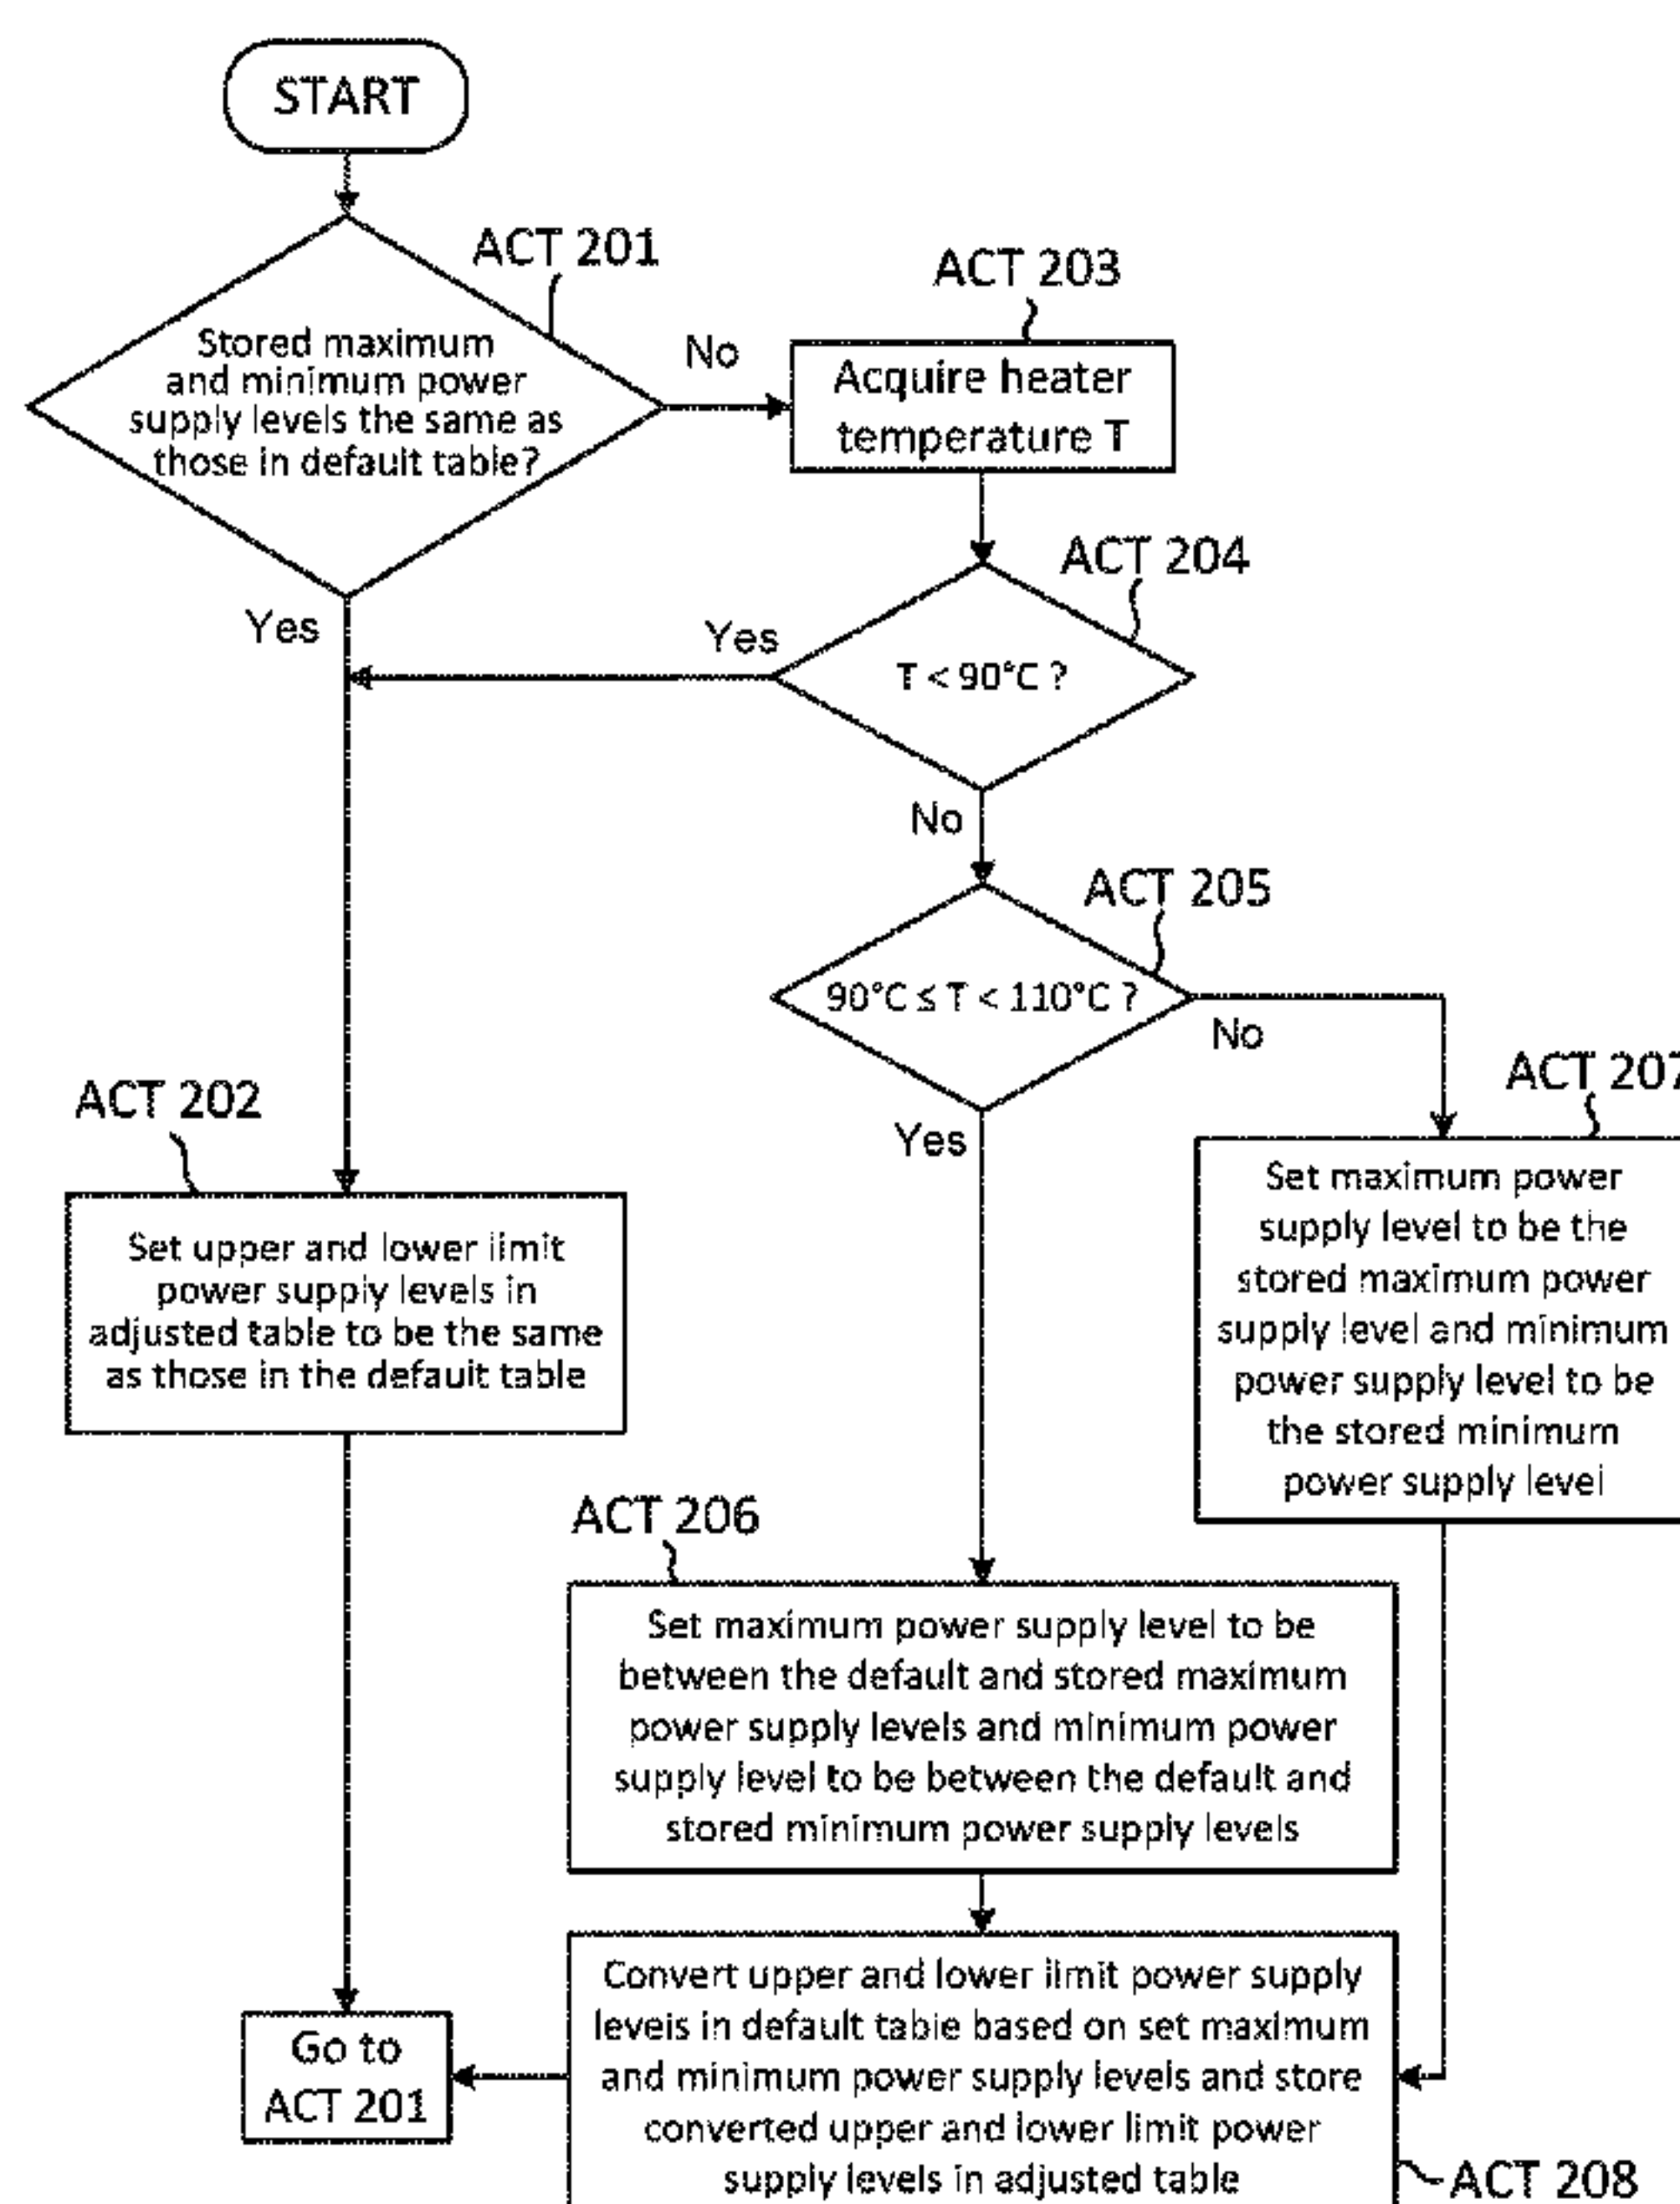 START
ACT 201
Stored maximum
and minimum power
supply levels the same as
those in default table?
No
Yes
ACT 203
Acquire heater
temperature T
ACT 204
T < 90°C ?
Yes
No
ACT 205
90°C ≤ T < 110°C ?
No
Yes
ACT 202
Set upper and lower limit
power supply levels in
adjusted table to be the same
as those in the default table
ACT 207
Set maximum power
supply level to be the
stored maximum power
supply level and minimum
power supply level to be
the stored minimum
power supply level
ACT 206
Set maximum power supply level to be
between the default and stored maximum
power supply levels and minimum power
supply level to be between the default and
stored minimum power supply levels
Convert upper and lower limit power supply
levels in default table based on set maximum
and minimum power supply levels and store
converted upper and lower limit power
supply levels in adjusted table
ACT 208
Go to
ACT 201